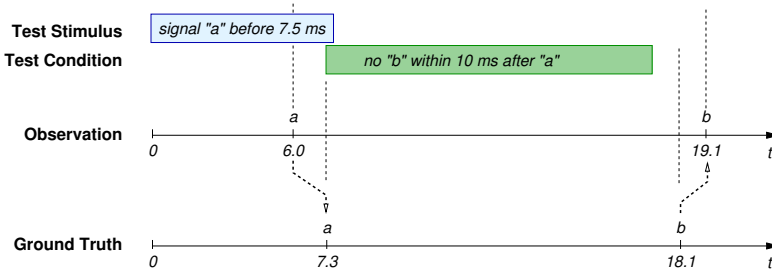 Test Stimulus
signal "a" before 7.5 ms
Test Condition
no "b" within 10 ms after "a"
a
b
Observation
0
6.0
19.1
t
a
b
Ground Truth
0
7.3
18.1
t